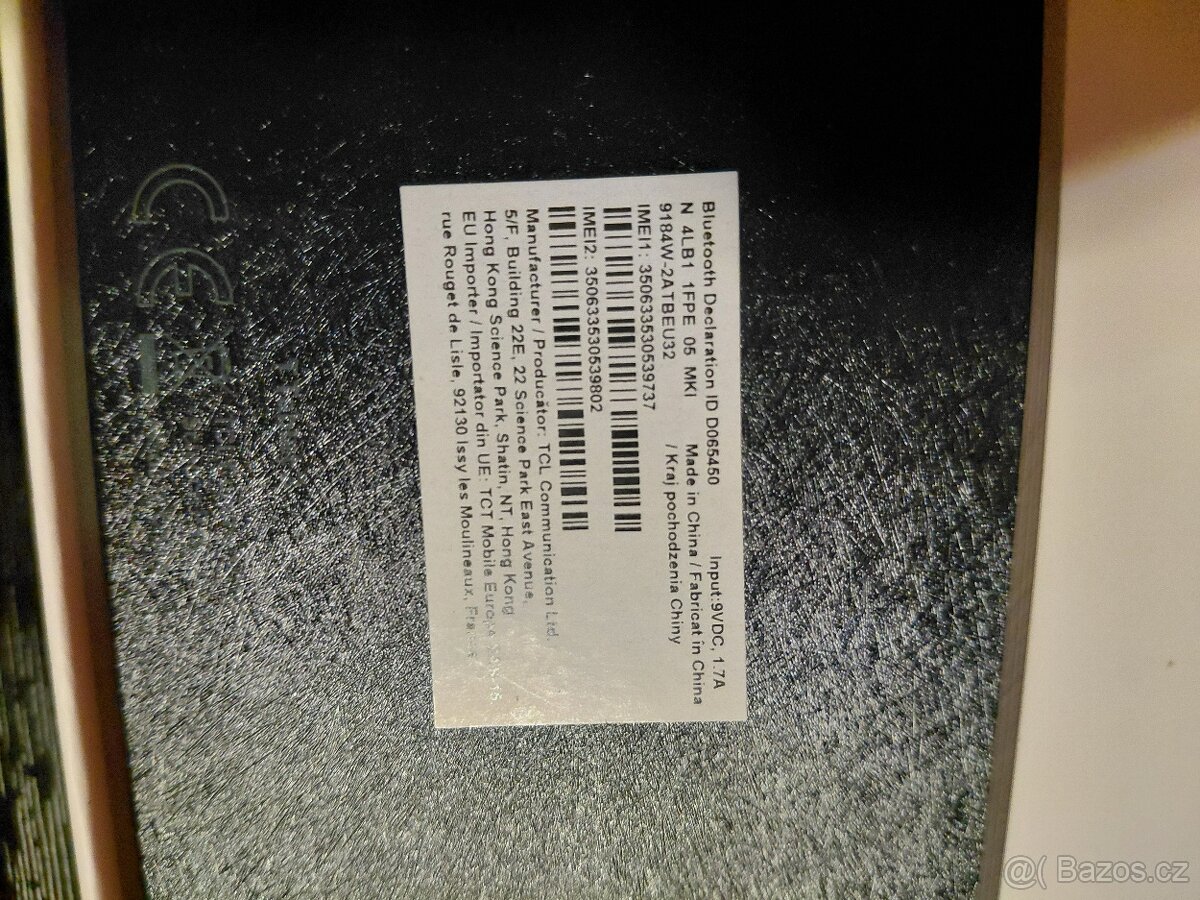 Bluetooth Declaration ID D065450 Input:9VDC, 1.7A
N 4LB1 1FPE 05 MKI Made in China / Fabricat in China
9184W-2ATBEU32 / Kraj pochodzenia Chiny
IMEI1: 350633530539737
IMEI2: 350633530539802
Manufacturer / Producător: TCL Communication Ltd.
5/F, Building 22E, 22 Science Park East Avenue,
Hong Kong Science Park, Shatin, NT, Hong Kong
EU Importer / Importator din UE: TCT Mobile Europe
rue Rouget de Lisle, 92130 Issy les Moulineaux, France
CE
@( Bazos.cz